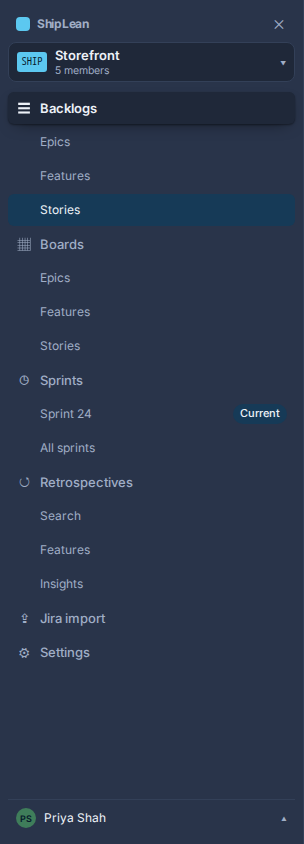 ShipLean
SHIP
Storefront
5 members
Backlogs
Epics
Features
Stories
Boards
Epics
Features
Stories
Sprints
Sprint 24 Current
All sprints
Retrospectives
Search
Features
Insights
Jira import
Settings
PS Priya Shah